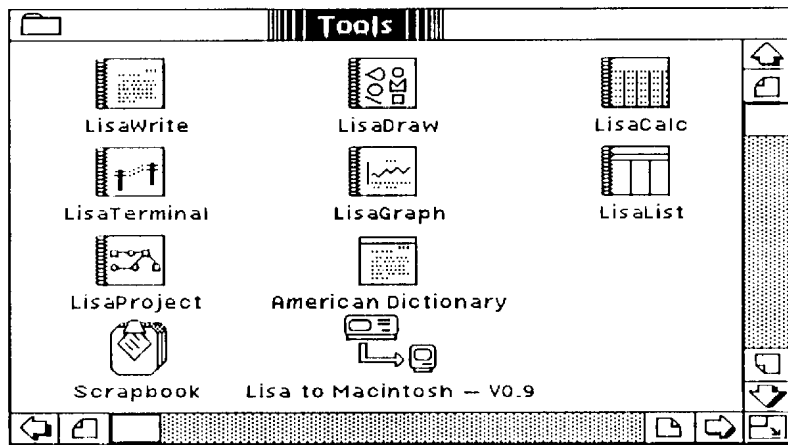 Tools
LisaWrite LisaDraw LisaCalc
LisaTerminal LisaGraph LisaList
LisaProject American Dictionary
Scrapbook Lisa to Macintosh — V0.9